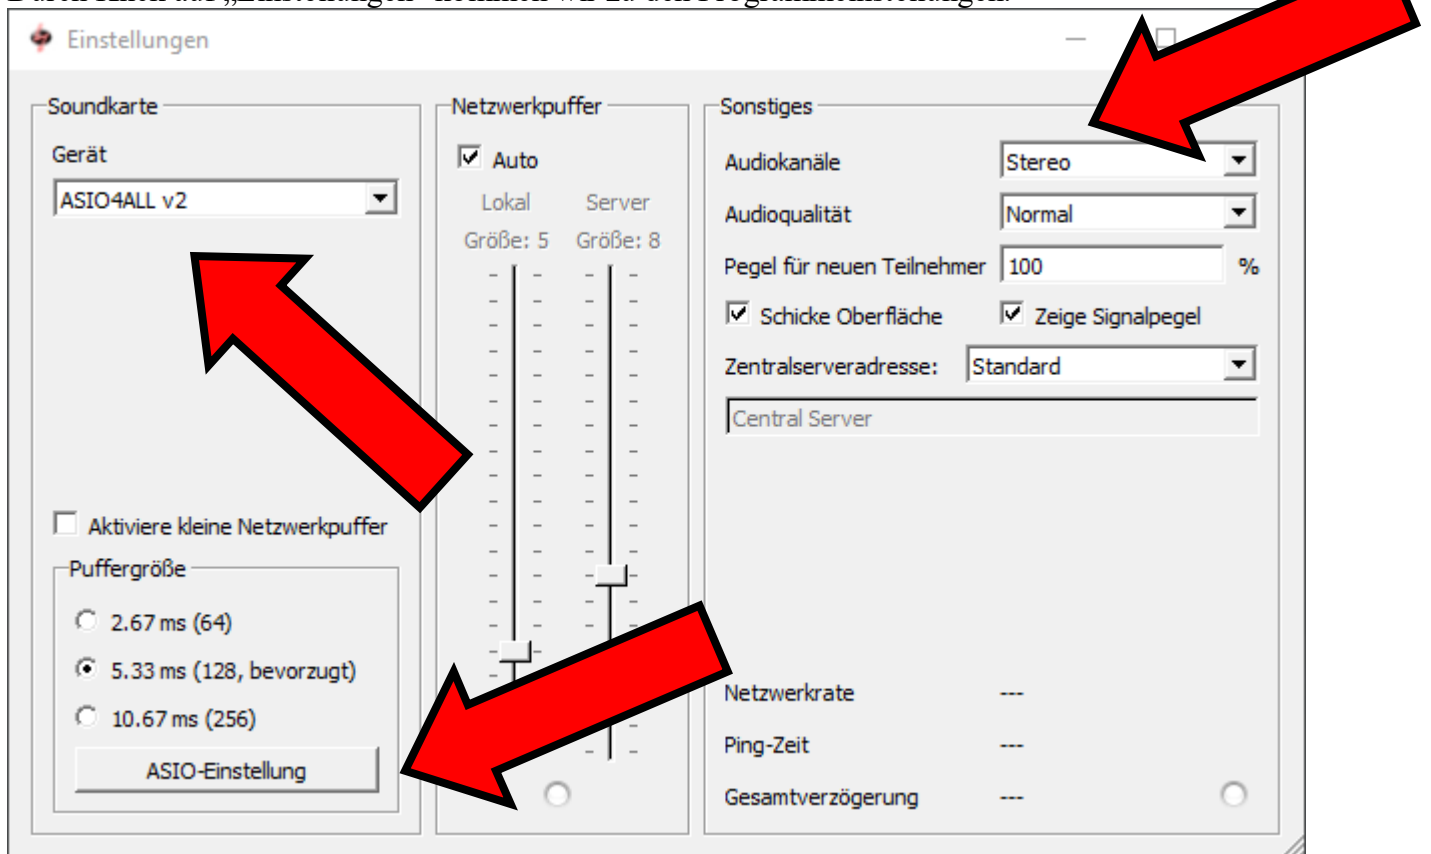 Einstellungen
Soundkarte
Gerät
ASIO4ALL v2
Aktiviere kleine Netzwerkpuffer
Puffergröße
2.67 ms (64)
5.33 ms (128, bevorzugt)
10.67 ms (256)
ASIO-Einstellung
Netzwerkpuffer
Auto
Lokal Server
Größe: 5 Größe: 8
Sonstiges
Audiokanäle Stereo
Audioqualität Normal
Pegel für neuen Teilnehmer 100 %
Schicke Oberfläche Zeige Signalpegel
Zentralserveradresse: Standard
Central Server
Netzwerkrate ---
Ping-Zeit ---
Gesamtverzögerung ---